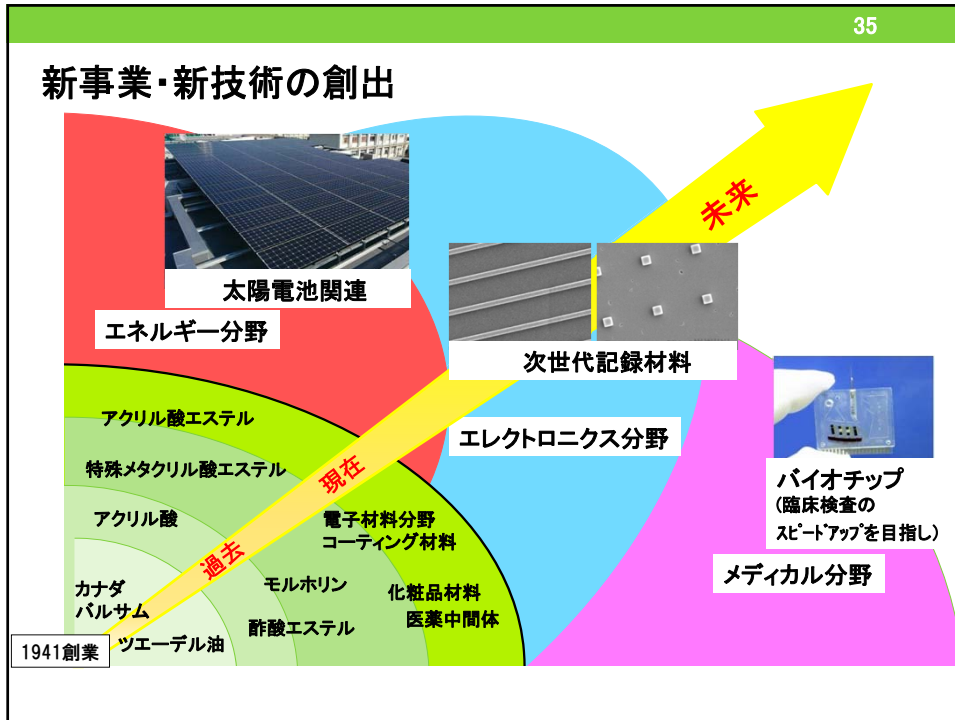 35
新事業・新技術の創出
未来
太陽電池関連
エネルギー分野
次世代記録材料
エレクトロニクス分野
バイオチップ
(臨床検査の
スピードアップを目指し)
メディカル分野
アクリル酸エステル
特殊メタクリル酸エステル
現在
アクリル酸
電子材料分野
コーティング材料
過去
カナダ
バルサム
モルホリン
化粧品材料
医薬中間体
酢酸エステル
ツエーデル油
1941創業